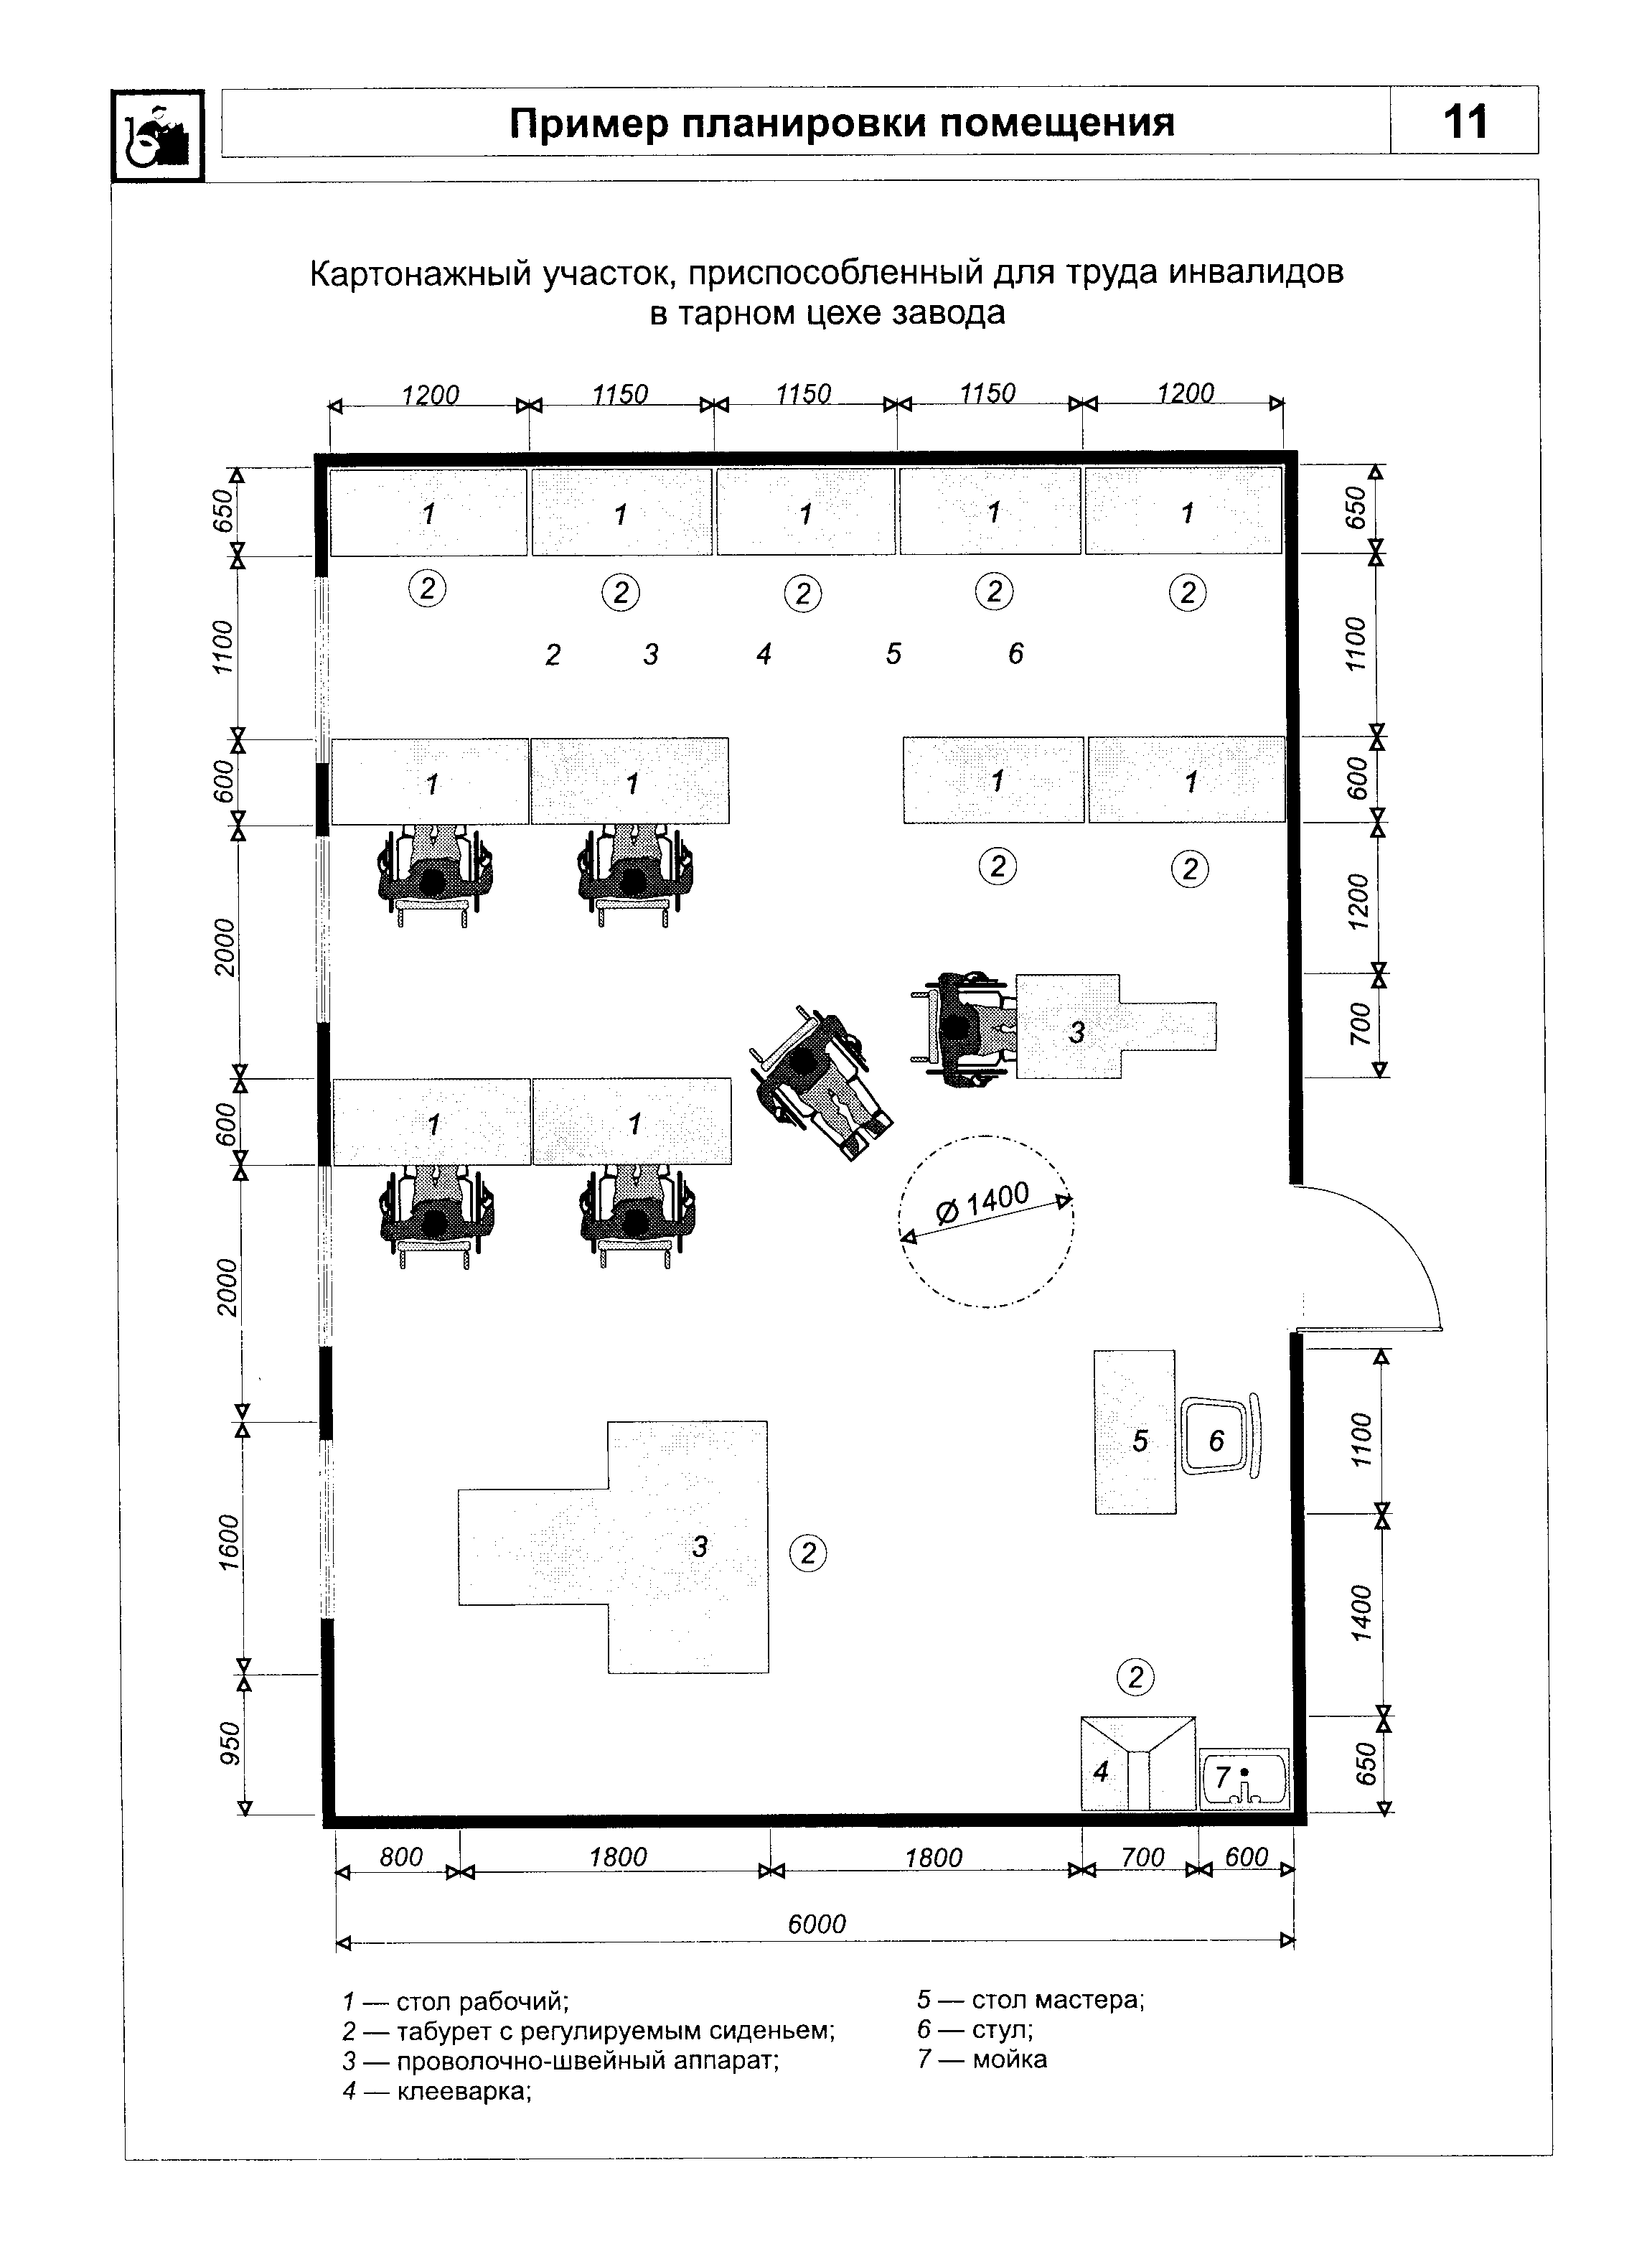 Пример планировки помещения
11
Картонажный участок, приспособленный для труда инвалидов
в тарном цехе завода
1200 1150 1150 1150 1200
650 1 1 1 1 1 650
2 2 2 2 2
1100 2 3 4 5 6 1100
600 1 1 1 1 600
2 2
2000 1200
3 700
600 1 1
Ø 1400
2000
5 6 1100
1600 3 2
1400
2
950 4 7 650
800 1800 1800 700 600
6000
1 — стол рабочий;
2 — табурет с регулируемым сиденьем;
3 — проволочно-швейный аппарат;
4 — клееварка;
5 — стол мастера;
6 — стул;
7 — мойка